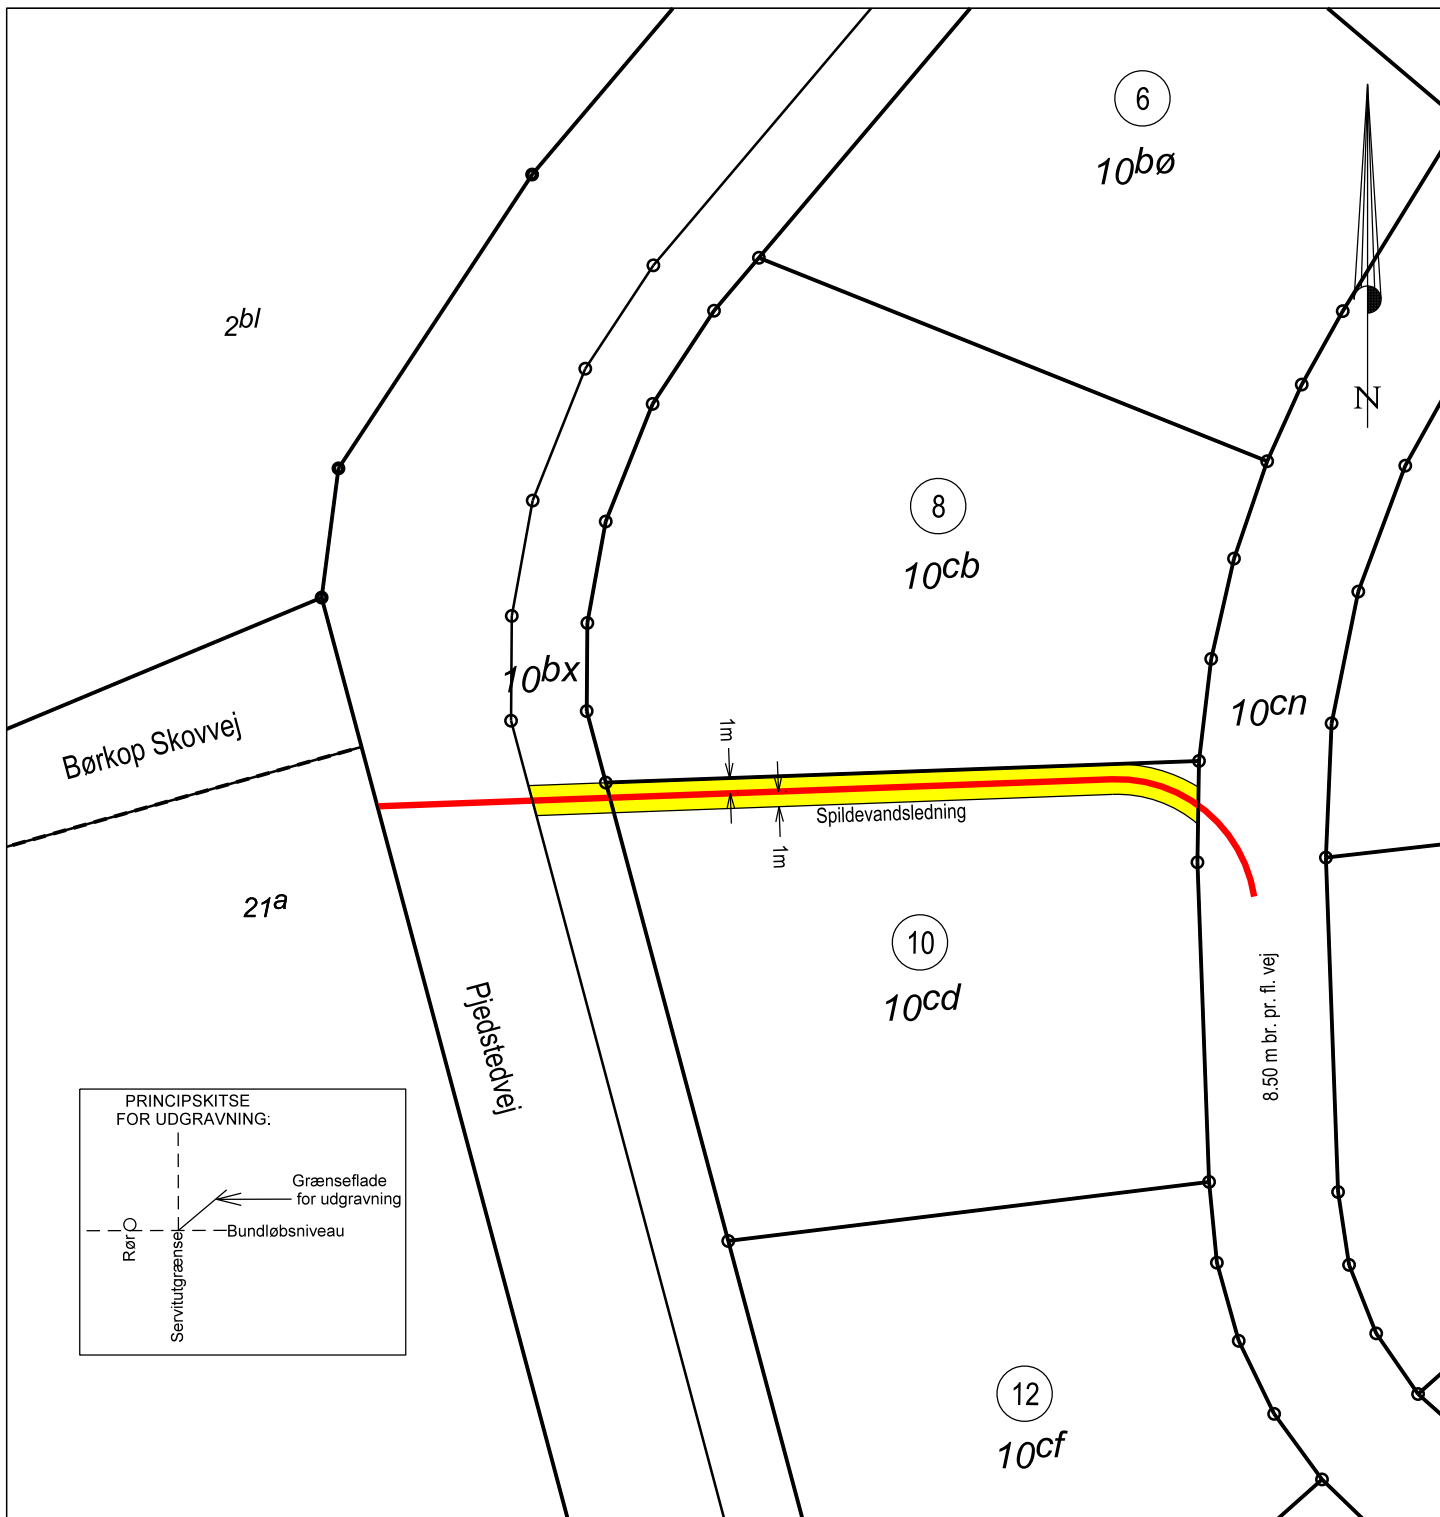 6
10bø
2bl
N
8
10cb
10bx
10cn
Børkop Skovvej
1m
Spildevandsledning
1m
21a
10
10cd
Pjedstedvej
8.50 m br. pr. fl. vej
PRINCIPSKITSE
FOR UDGRAVNING:
Grænseflade
for udgravning
Bundløbsniveau
Rør
Servitutgrænse
12
10cf